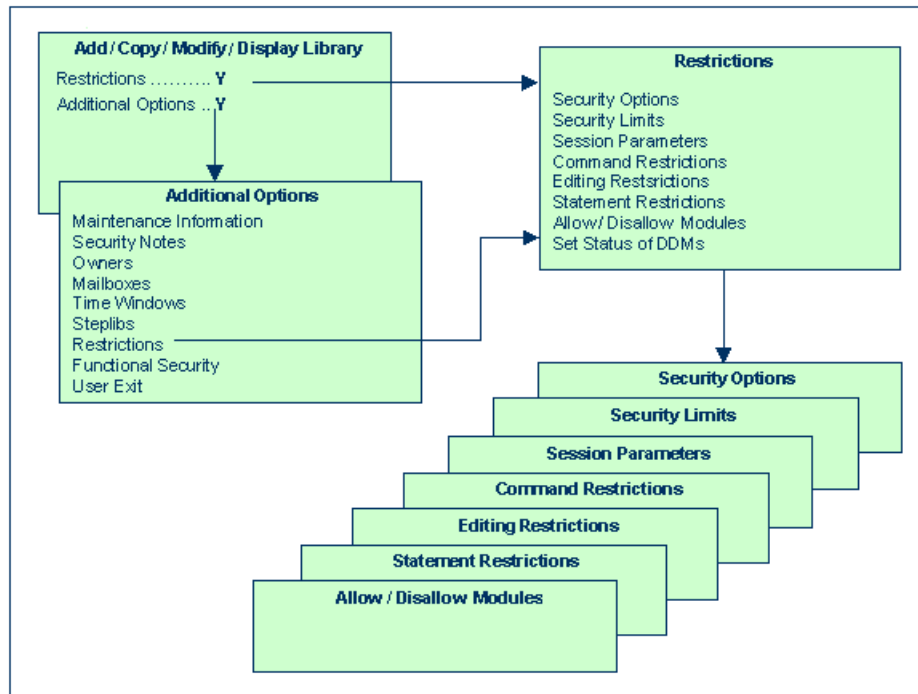 Add / Copy / Modify / Display Library
Restrictions .......... Y
Additional Options .. Y
Additional Options
Maintenance Information
Security Notes
Owners
Mailboxes
Time Windows
Steplibs
Restrictions
Functional Security
User Exit
Restrictions
Security Options
Security Limits
Session Parameters
Command Restrictions
Editing Restsrictions
Statement Restrictions
Allow/ Disallow Modules
Set Status of DDMs
Security Options
Security Limits
Session Parameters
Command Restrictions
Editing Restrictions
Statement Restrictions
Allow / Disallow Modules